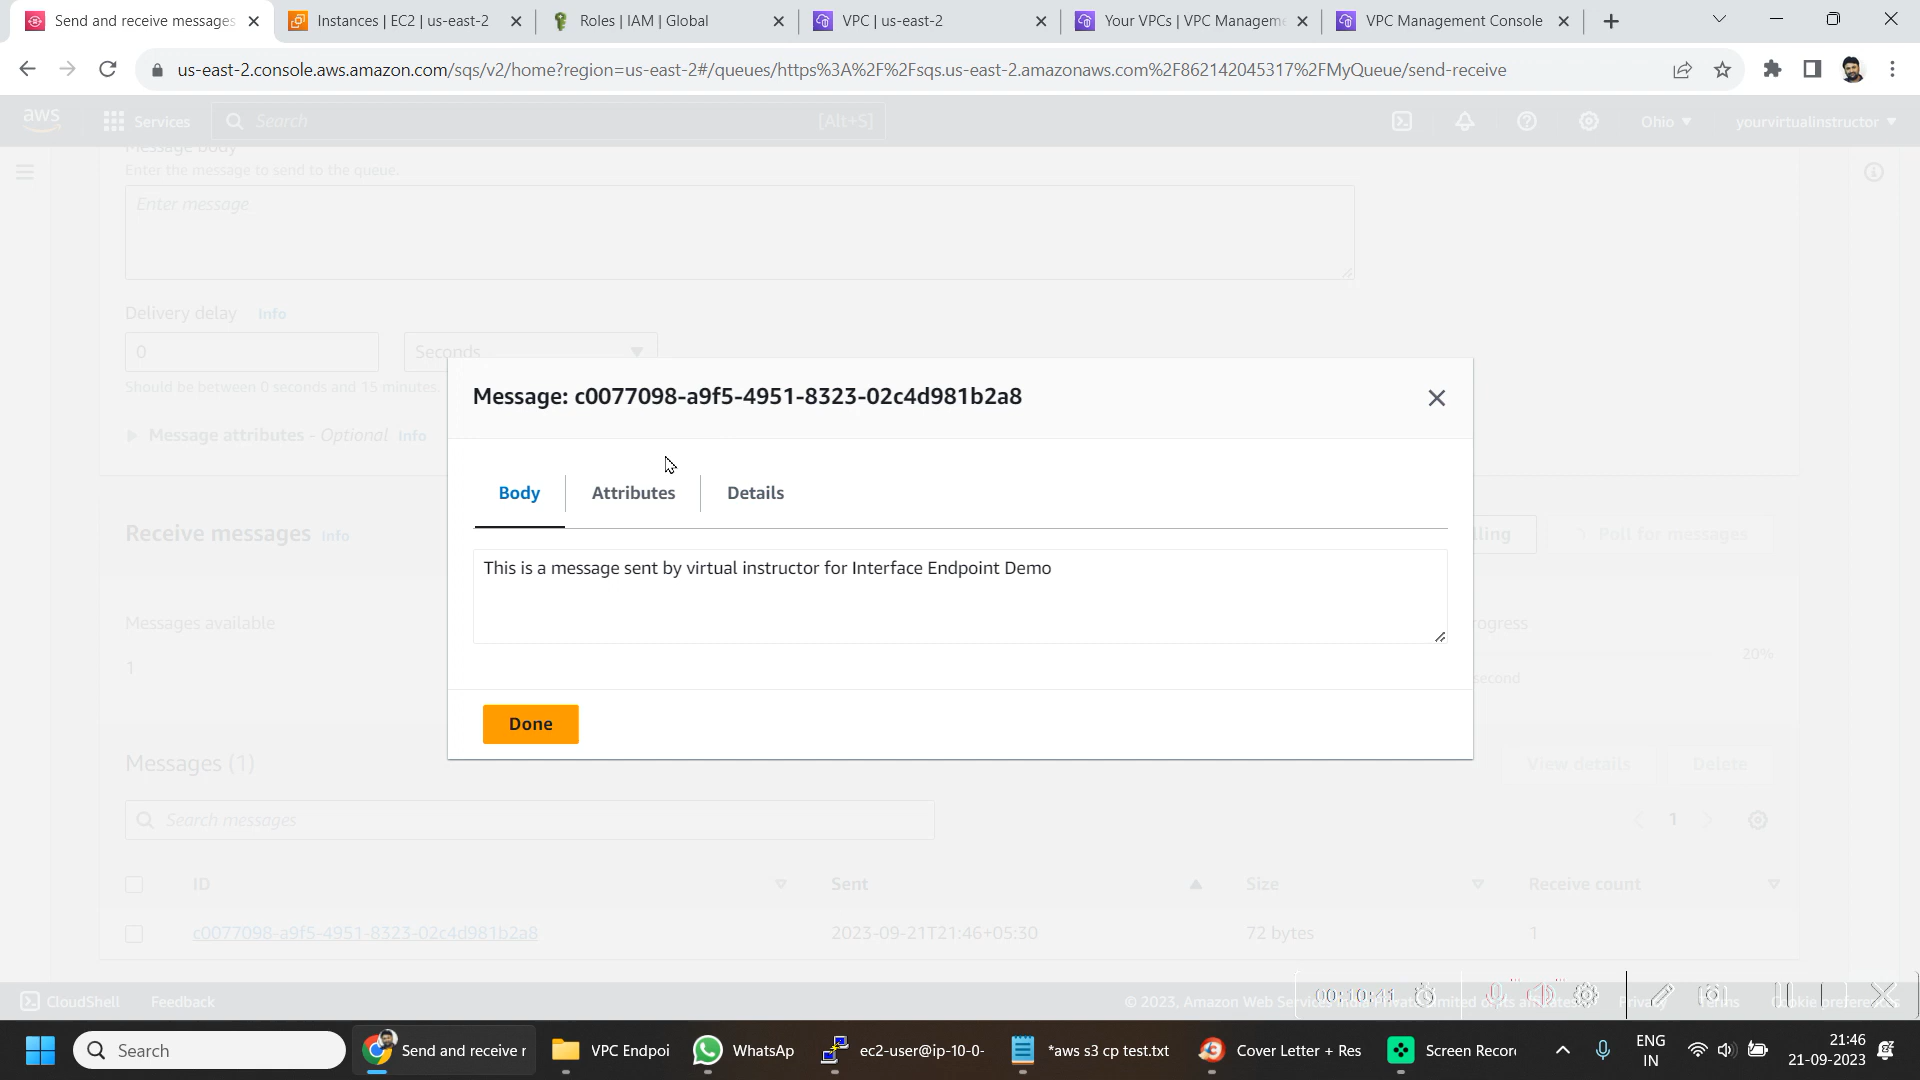 Send and receive messages
Instances | EC2 | us-east-2
Roles | IAM | Global
VPC | us-east-2
Your VPCs | VPC Manageme
VPC Management Console
us-east-2.console.aws.amazon.com/sqs/v2/home?region=us-east-2#/queues/https%3A%2F%2Fsqs.us-east-2.amazonaws.com%2F862142045317%2FMyQueue/send-receive
aws
Services
Search
[Alt+S]
Ohio
yourvirtualinstructor
Message body
Enter the message to send to the queue.
Enter message
Delivery delay Info
0
Seconds
Should be between 0 seconds and 15 minutes.
Message attributes - Optional Info
Message: c0077098-a9f5-4951-8323-02c4d981b2a8
Body
Attributes
Details
This is a message sent by virtual instructor for Interface Endpoint Demo
Done
Receive messages Info
lling
Poll for messages
Messages available
1
rogress
20%
second
Messages (1)
View details
Delete
Search messages
1
ID
Sent
Size
Receive count
c0077098-a9f5-4951-8323-02c4d981b2a8
2023-09-21T21:46+05:30
72 bytes
1
CloudShell
Feedback
© 2023, Amazon Web Services India Private Limited or its affiliates.
Privacy
Terms
Cookie preferences
00:10:41
Search
Send and receive r
VPC Endpoi
WhatsAp
ec2-user@ip-10-0-
*aws s3 cp test.txt
Cover Letter + Res
Screen Recor
ENG
IN
21:46
21-09-2023